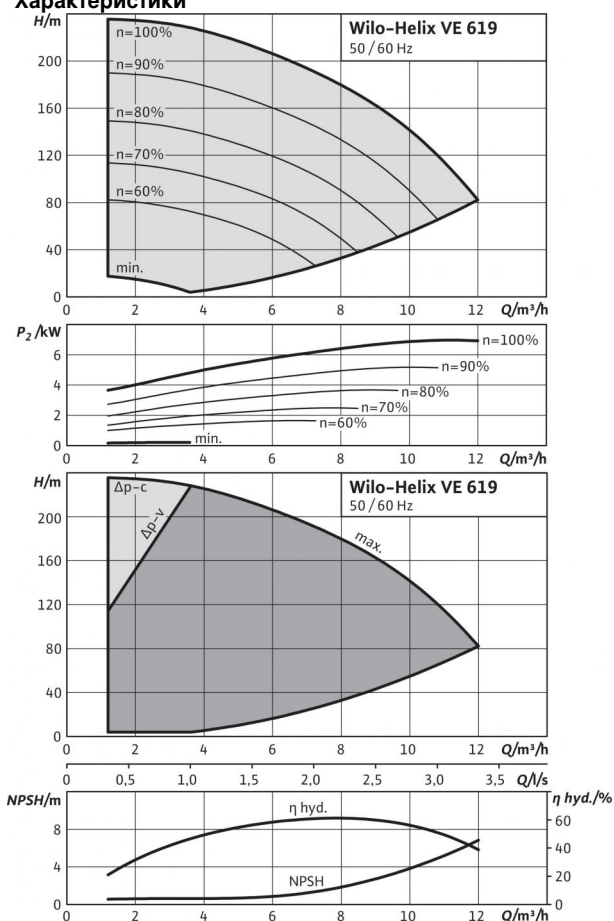 Характеристики
H/m
Wilo-Helix VE 619
50 / 60 Hz
n=100%
n=90%
n=80%
n=70%
n=60%
min.
200
160
120
80
40
0
0 2 4 6 8 10 12 Q/m³/h
P₂ /kW
6
4
2
0
n=100%
n=90%
n=80%
n=70%
n=60%
min.
0 2 4 6 8 10 12 Q/m³/h
H/m
Δp-c
Δp-v
Wilo-Helix VE 619
50 / 60 Hz
max.
200
160
120
80
40
0
0 2 4 6 8 10 12 Q/m³/h
0 0,5 1,0 1,5 2,0 2,5 3,0 3,5 Q/l/s
NPSH/m
η hyd./%
η hyd.
NPSH
8
4
0
60
40
20
0
0 2 4 6 8 10 12 Q/m³/h